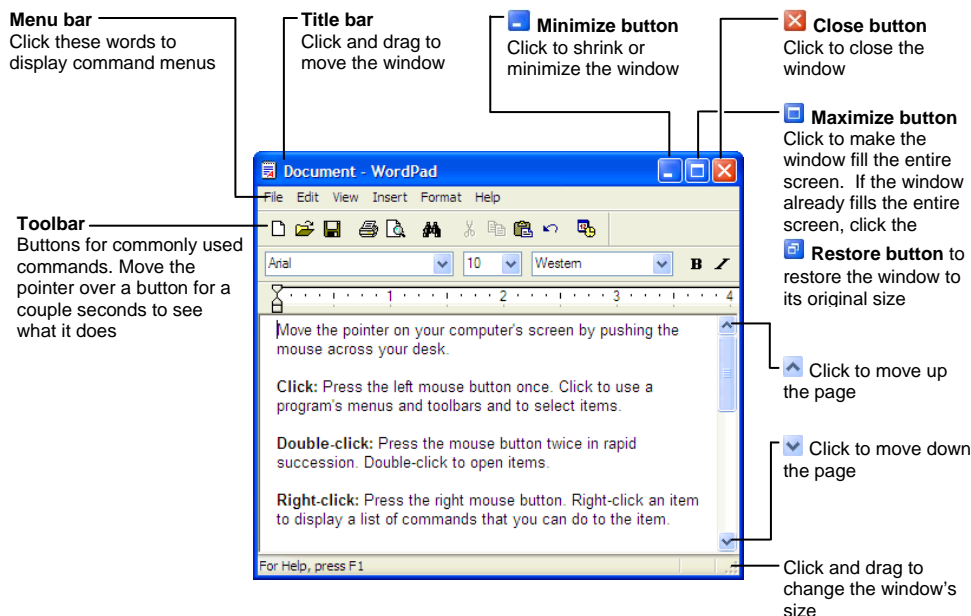 Menu bar
Click these words to
display command menus
Title bar
Click and drag to
move the window
Minimize button
Click to shrink or
minimize the window
Close button
Click to close the
window
Maximize button
Click to make the
window fill the entire
screen. If the window
already fills the entire
screen, click the
Restore button to
restore the window to
its original size
Toolbar
Buttons for commonly used
commands. Move the
pointer over a button for a
couple seconds to see
what it does
Document - WordPad
File Edit View Insert Format Help
Arial 10 Western B I
1 2 3 4
Move the pointer on your computer's screen by pushing the
mouse across your desk.
Click: Press the left mouse button once. Click to use a
program's menus and toolbars and to select items.
Double-click: Press the mouse button twice in rapid
succession. Double-click to open items.
Right-click: Press the right mouse button. Right-click an item
to display a list of commands that you can do to the item.
For Help, press F1
Click to move up
the page
Click to move down
the page
Click and drag to
change the window's
size